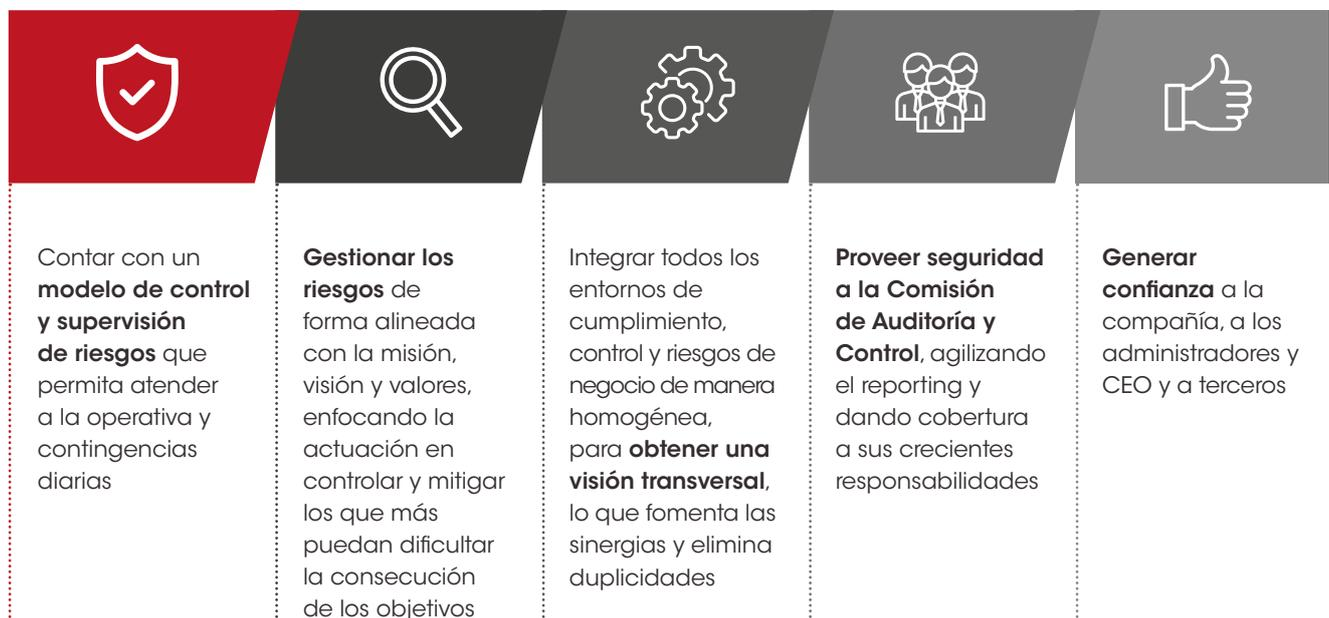 Contar con un
modelo de control
y supervisión
de riesgos que
permita atender
a la operativa y
contingencias
diarias
Gestionar los
riesgos de
forma alineada
con la misión,
visión y valores,
enfocando la
actuación en
controlar y mitigar
los que más
puedan dificultar
la consecución
de los objetivos
Integrar todos los
entornos de
cumplimiento,
control y riesgos de
negocio de manera
homogénea,
para obtener una
visión transversal,
lo que fomenta las
sinergias y elimina
duplicidades
Proveer seguridad
a la Comisión
de Auditoría y
Control, agilizando
el reporting y
dando cobertura
a sus crecientes
responsabilidades
Generar
confianza a la
compañía, a los
administradores y
CEO y a terceros